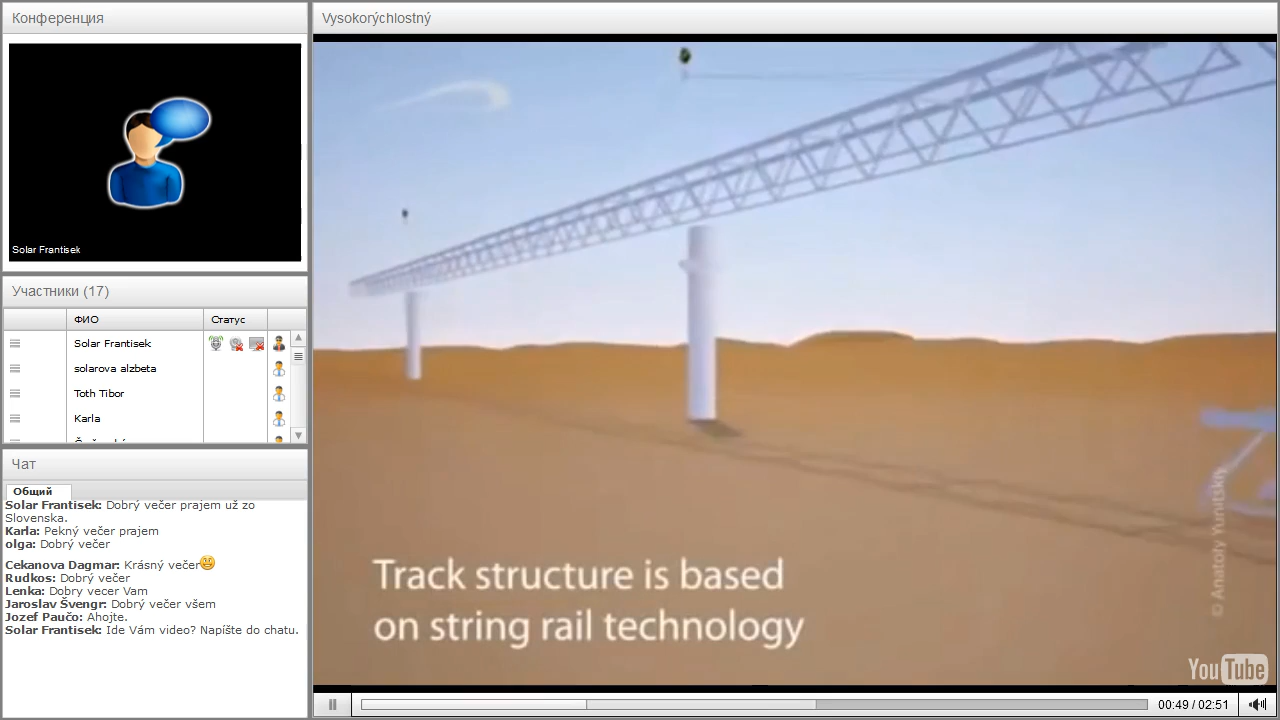 Конференция
Solar Frantisek
Участники (17)
ФИО
Статус
Solar Frantisek
solarova alzbeta
Toth Tibor
Karla
Чат
Общий
Solar Frantisek: Dobrý večer prajem už zo
Slovenska.
Karla: Pekný večer prajem
olga: Dobrý večer
Cekanova Dagmar: Krásný večer
Rudkos: Dobrý večer
Lenka: Dobry vecer Vam
Jaroslav Švengr: Dobrý večer všem
Jozef Paučo: Ahojte.
Solar Frantisek: Ide Vám video? Napíšte do chatu.
Vysokorýchlostný
Track structure is based
on string rail technology
© Anatoly Yunitskiy
YouTube
00:49 / 02:51